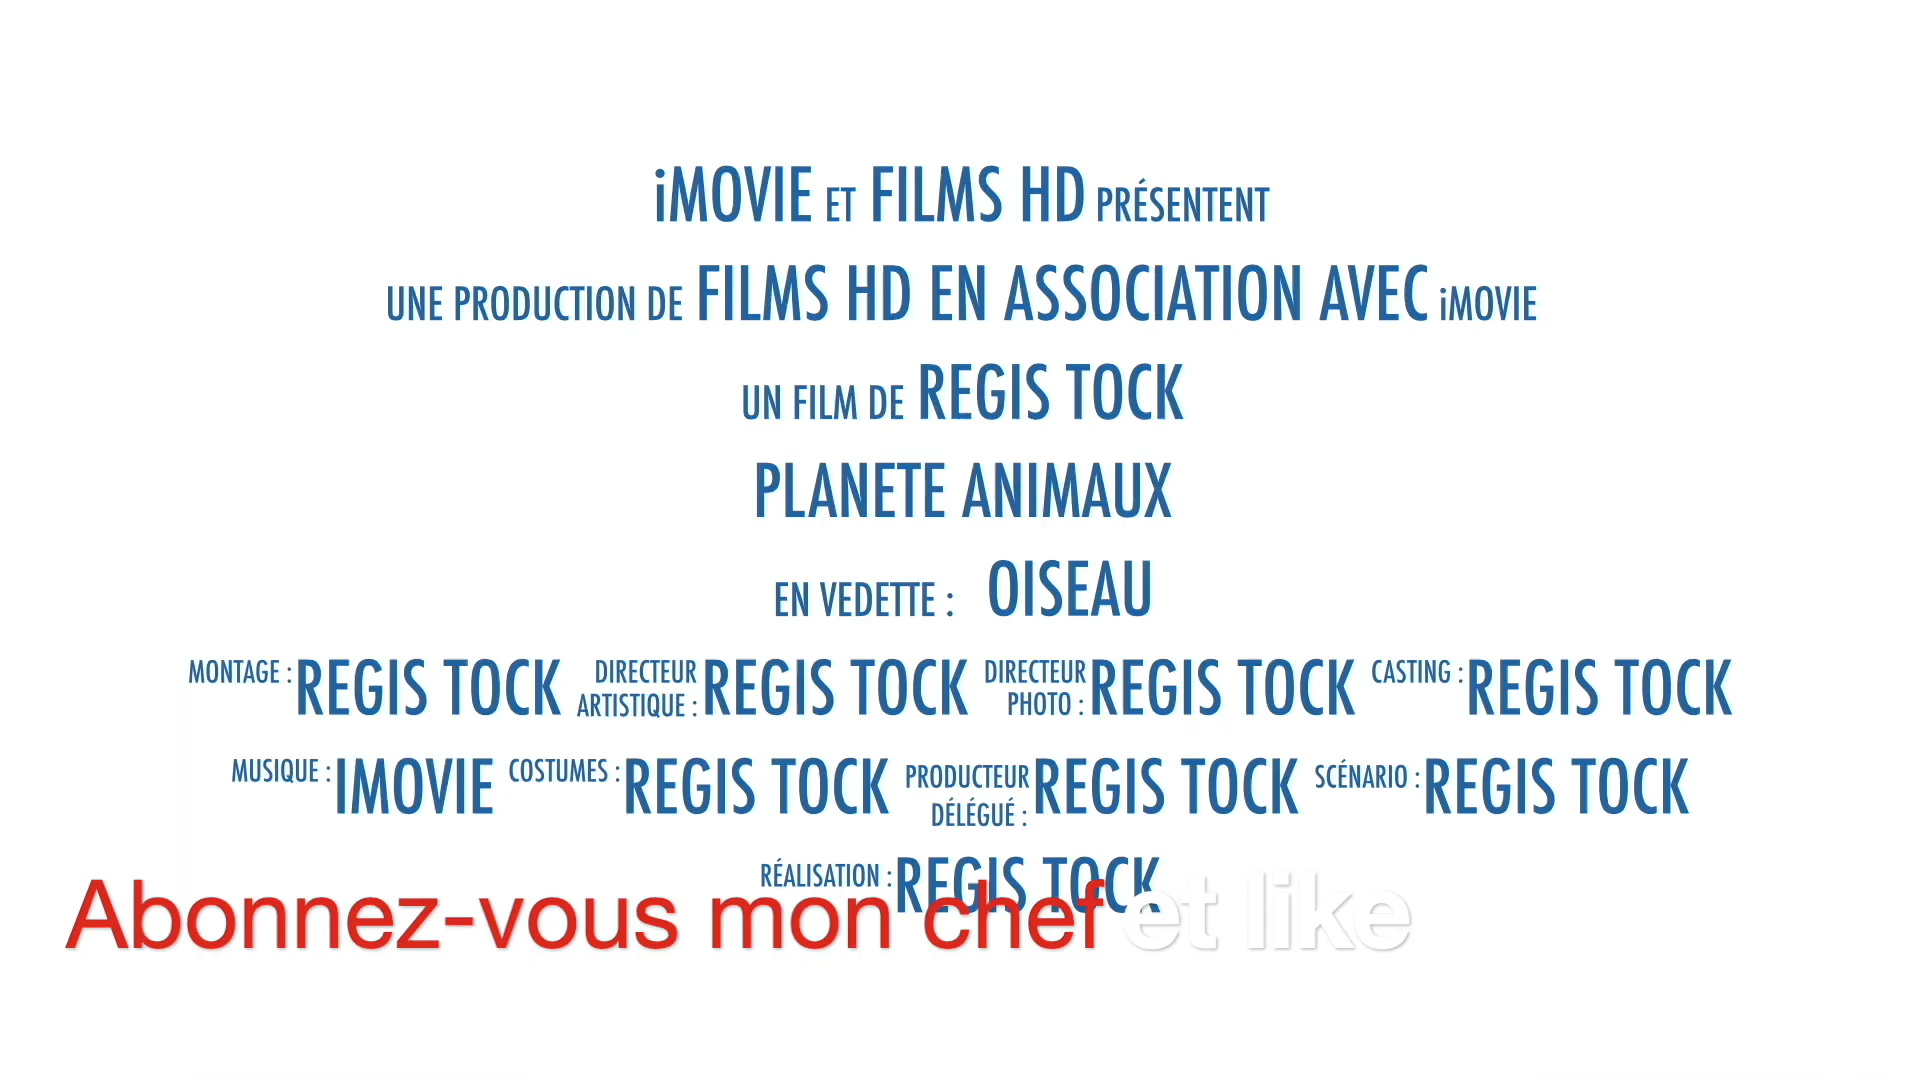 iMOVIE ET FILMS HD PRÉSENTENT
UNE PRODUCTION DE FILMS HD EN ASSOCIATION AVEC iMOVIE
UN FILM DE REGIS TOCK
PLANETE ANIMAUX
EN VEDETTE : OISEAU
MONTAGE : REGIS TOCK DIRECTEUR ARTISTIQUE : REGIS TOCK DIRECTEUR PHOTO : REGIS TOCK CASTING : REGIS TOCK
MUSIQUE : IMOVIE COSTUMES : REGIS TOCK PRODUCTEUR DÉLÉGUÉ : REGIS TOCK SCÉNARIO : REGIS TOCK
RÉALISATION : REGIS TOCK
Abonnez-vous mon chef et like